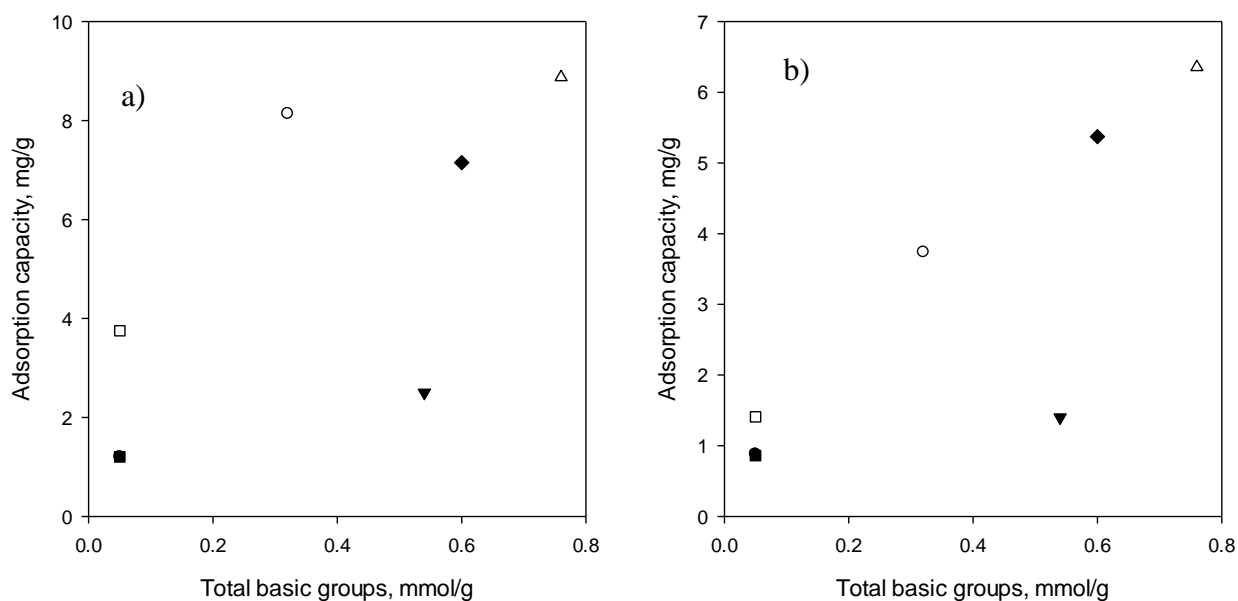 a)
Adsorption capacity, mg/g
10
8
6
4
2
0
0.0 0.2 0.4 0.6 0.8
Total basic groups, mmol/g
b)
Adsorption capacity, mg/g
7
6
5
4
3
2
1
0
0.0 0.2 0.4 0.6 0.8
Total basic groups, mmol/g